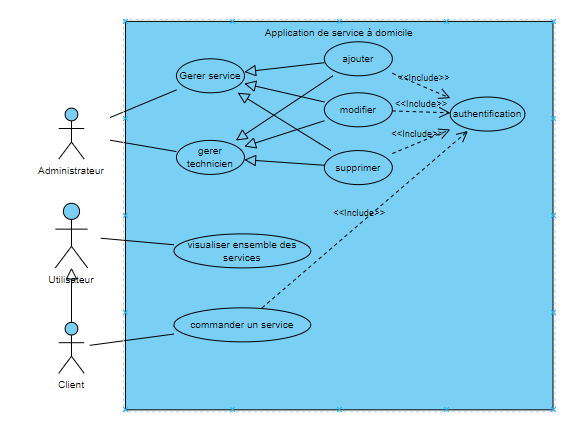 Application de service à domicile
ajouter
Gerer service
<<Include>>
modifier
<<Include>>
authentification
<<Include>>
Administrateur
gerer
technicien
supprimer
<<Include>>
visualiser ensemble des
services
Utilisateur
commander un service
Client